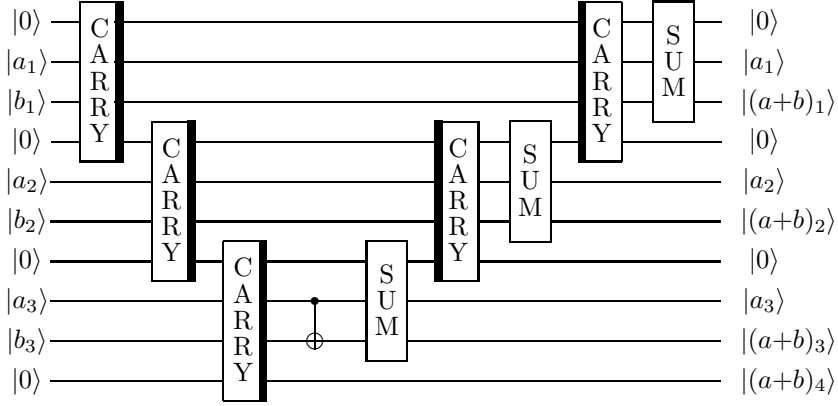 |0⟩ |0⟩
|a₁⟩ |a₁⟩
|b₁⟩ |(a+b)₁⟩
|0⟩ |0⟩
|a₂⟩ |a₂⟩
|b₂⟩ |(a+b)₂⟩
|0⟩ |0⟩
|a₃⟩ |a₃⟩
|b₃⟩ |(a+b)₃⟩
|0⟩ |(a+b)₄⟩
CARRY
CARRY
CARRY
SUM
CARRY
SUM
CARRY
SUM